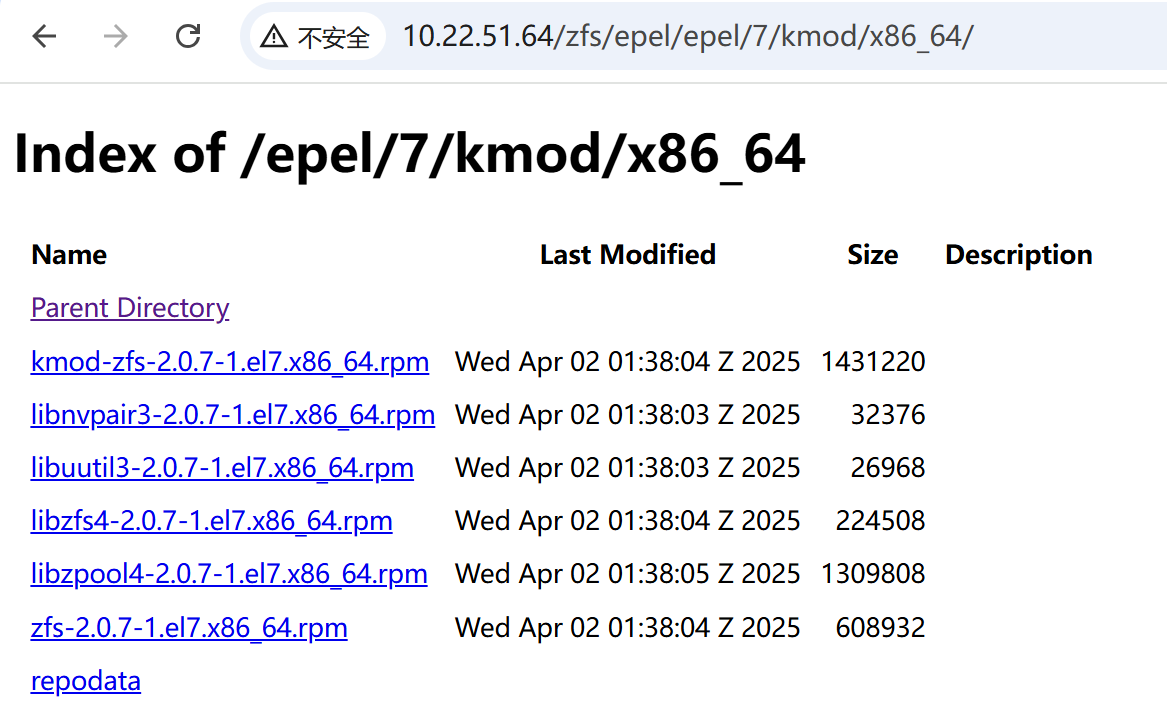 不安全 10.22.51.64/zfs/epel/epel/7/kmod/x86_64/
Index of /epel/7/kmod/x86_64
Name Last Modified Size Description
Parent Directory
kmod-zfs-2.0.7-1.el7.x86_64.rpm Wed Apr 02 01:38:04 Z 2025 1431220
libnvpair3-2.0.7-1.el7.x86_64.rpm Wed Apr 02 01:38:03 Z 2025 32376
libuutil3-2.0.7-1.el7.x86_64.rpm Wed Apr 02 01:38:03 Z 2025 26968
libzfs4-2.0.7-1.el7.x86_64.rpm Wed Apr 02 01:38:04 Z 2025 224508
libzpool4-2.0.7-1.el7.x86_64.rpm Wed Apr 02 01:38:05 Z 2025 1309808
zfs-2.0.7-1.el7.x86_64.rpm Wed Apr 02 01:38:04 Z 2025 608932
repodata